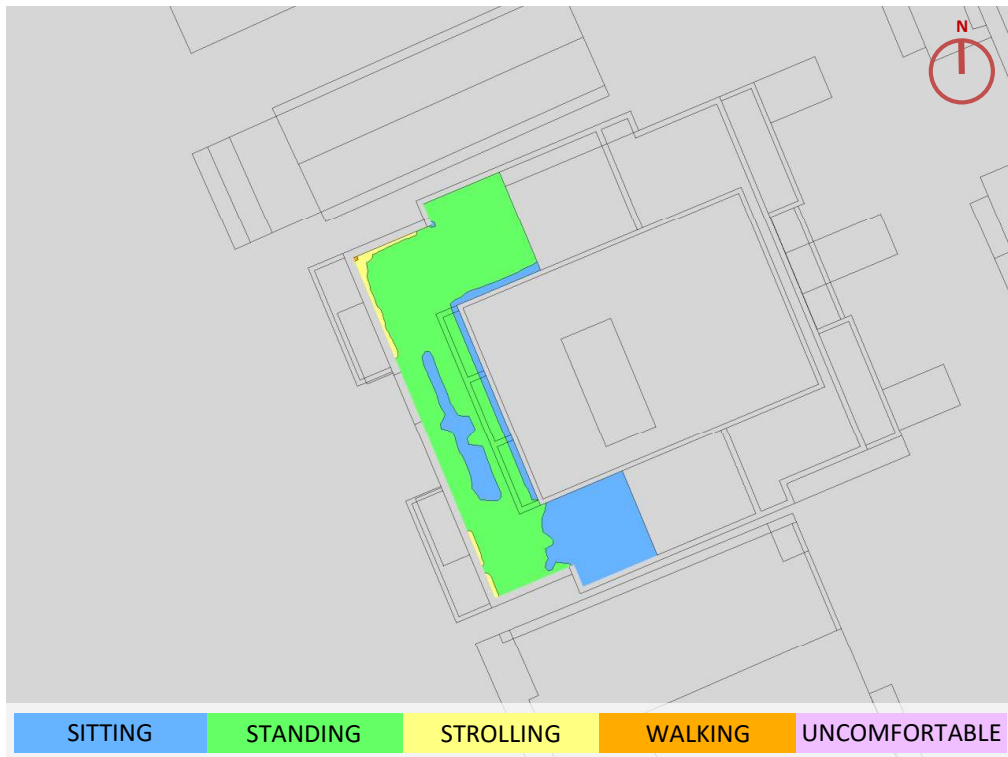 N
SITTING
STANDING
STROLLING
WALKING
UNCOMFORTABLE